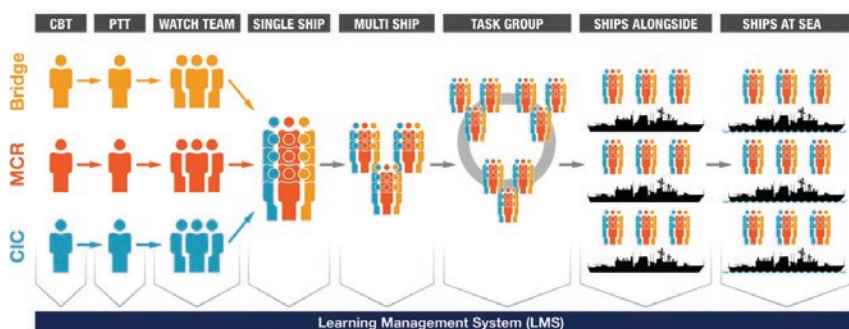 CBT PTT WATCH TEAM SINGLE SHIP MULTI SHIP TASK GROUP SHIPS ALONGSIDE SHIPS AT SEA
Bridge
MCR
CIC
Learning Management System (LMS)